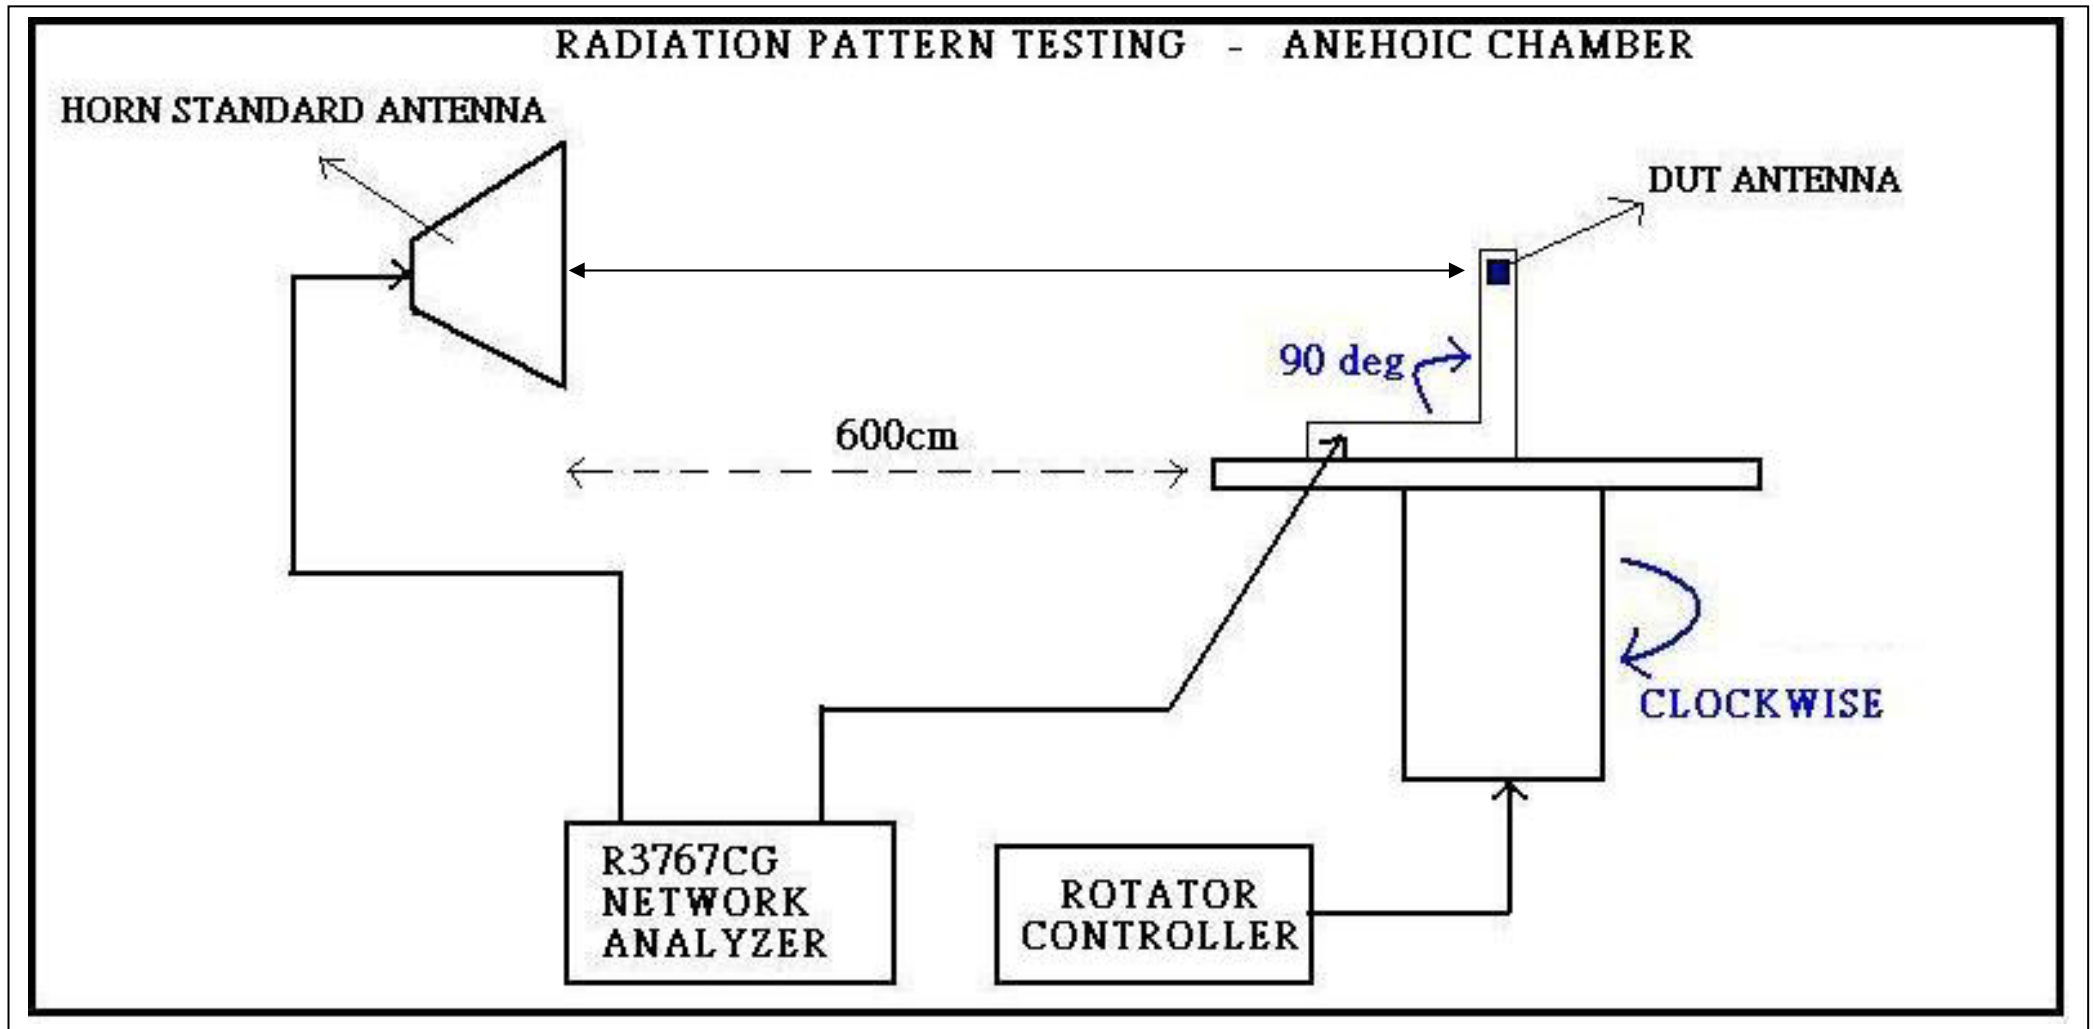 RADIATION PATTERN TESTING - ANEHOIC CHAMBER
HORN STANDARD ANTENNA
DUT ANTENNA
90 deg
600cm
CLOCKWISE
R3767CG
NETWORK
ANALYZER
ROTATOR
CONTROLLER